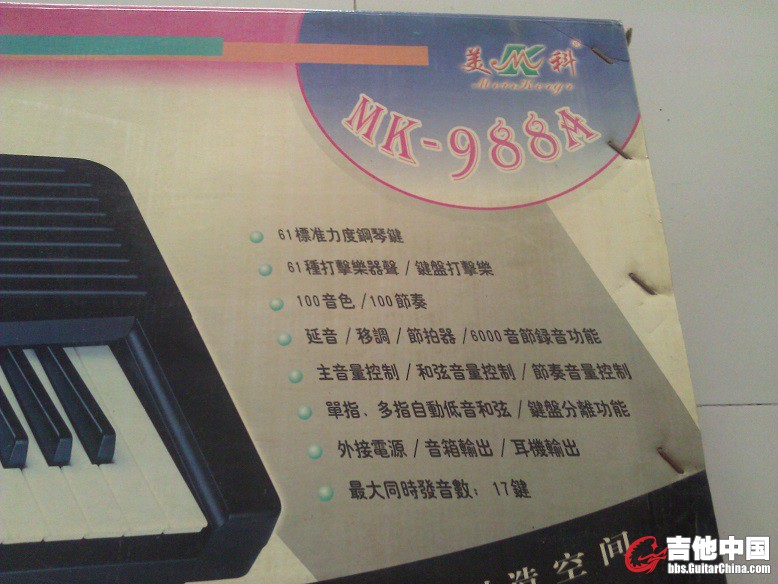 美 M 科
MK-988A
61標准力度鋼琴鍵
61種打擊樂器聲 / 鍵盤打擊樂
100音色 / 100節奏
延音 / 移調 / 節拍器 / 6000音節録音功能
主音量控制 / 和弦音量控制 / 節奏音量控制
單指、多指自動低音和弦 / 鍵盤分離功能
外接電源 / 音箱輸出 / 耳機輸出
最大同時發音數：17鍵
造空间
吉他中国
bbs.GuitarChina.com